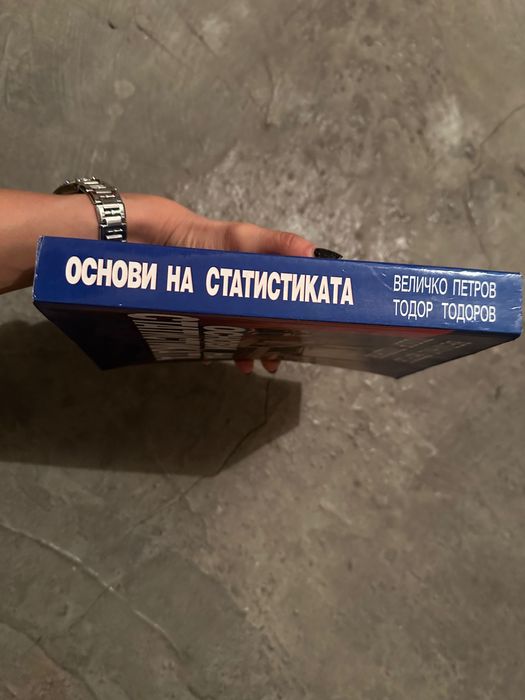 ОСНОВИ НА СТАТИСТИКАТА
ВЕЛИЧКО ПЕТРОВ
ТОДОР ТОДОРОВ